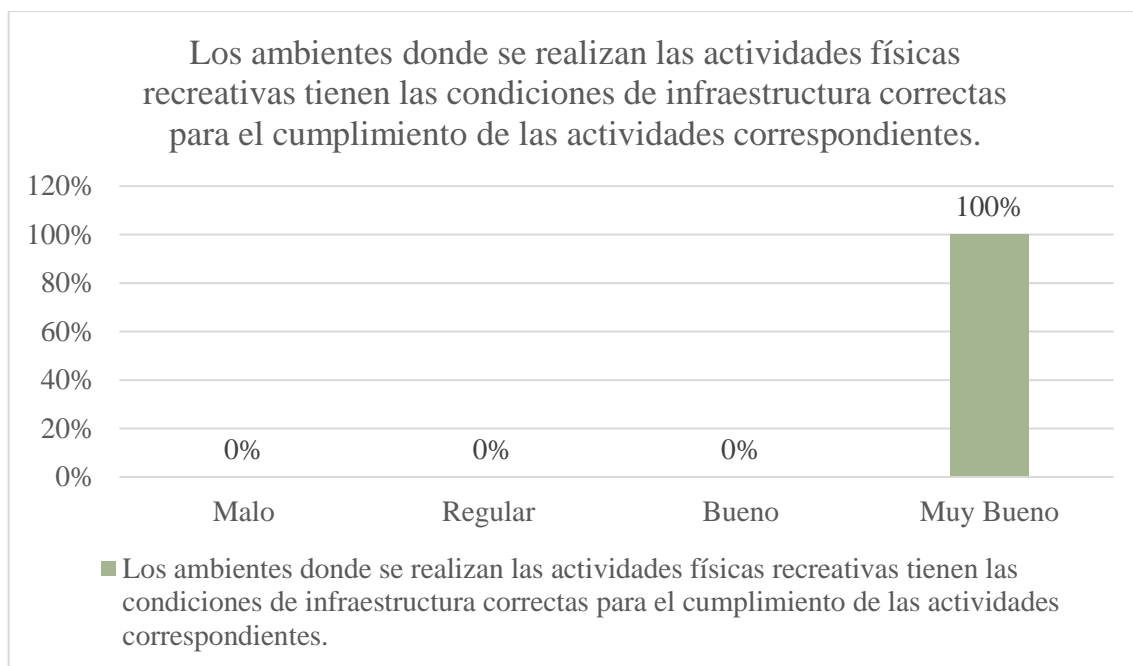 Los ambientes donde se realizan las actividades físicas
recreativas tienen las condiciones de infraestructura correctas
para el cumplimiento de las actividades correspondientes.
120%
100%
80%
60%
40%
20%
0%
0%
0%
0%
100%
Malo
Regular
Bueno
Muy Bueno
Los ambientes donde se realizan las actividades físicas recreativas tienen las
condiciones de infraestructura correctas para el cumplimiento de las actividades
correspondientes.